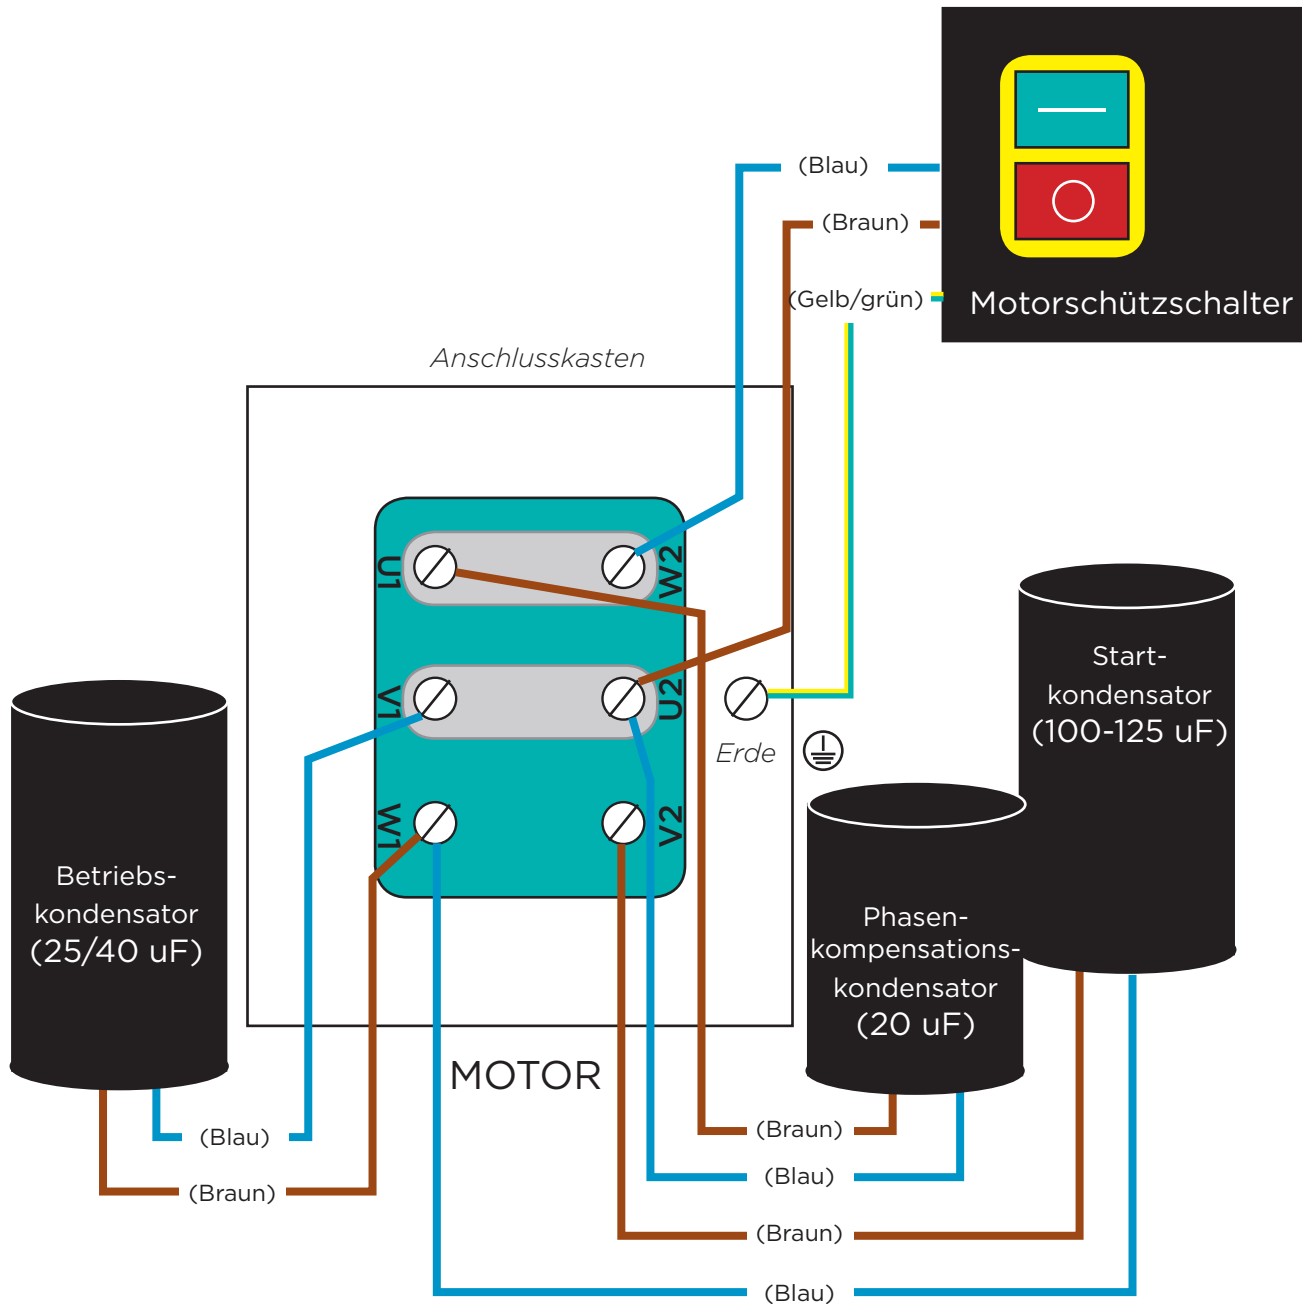 (Blau)
(Braun)
(Gelb/grün)
Motorschützschalter
Anschlusskasten
U1
W2
V1
U2
W1
V2
Erde
Start-
kondensator
(100-125 uF)
Betriebs-
kondensator
(25/40 uF)
Phasen-
kompensations-
kondensator
(20 uF)
MOTOR
(Blau)
(Braun)
(Braun)
(Blau)
(Braun)
(Blau)